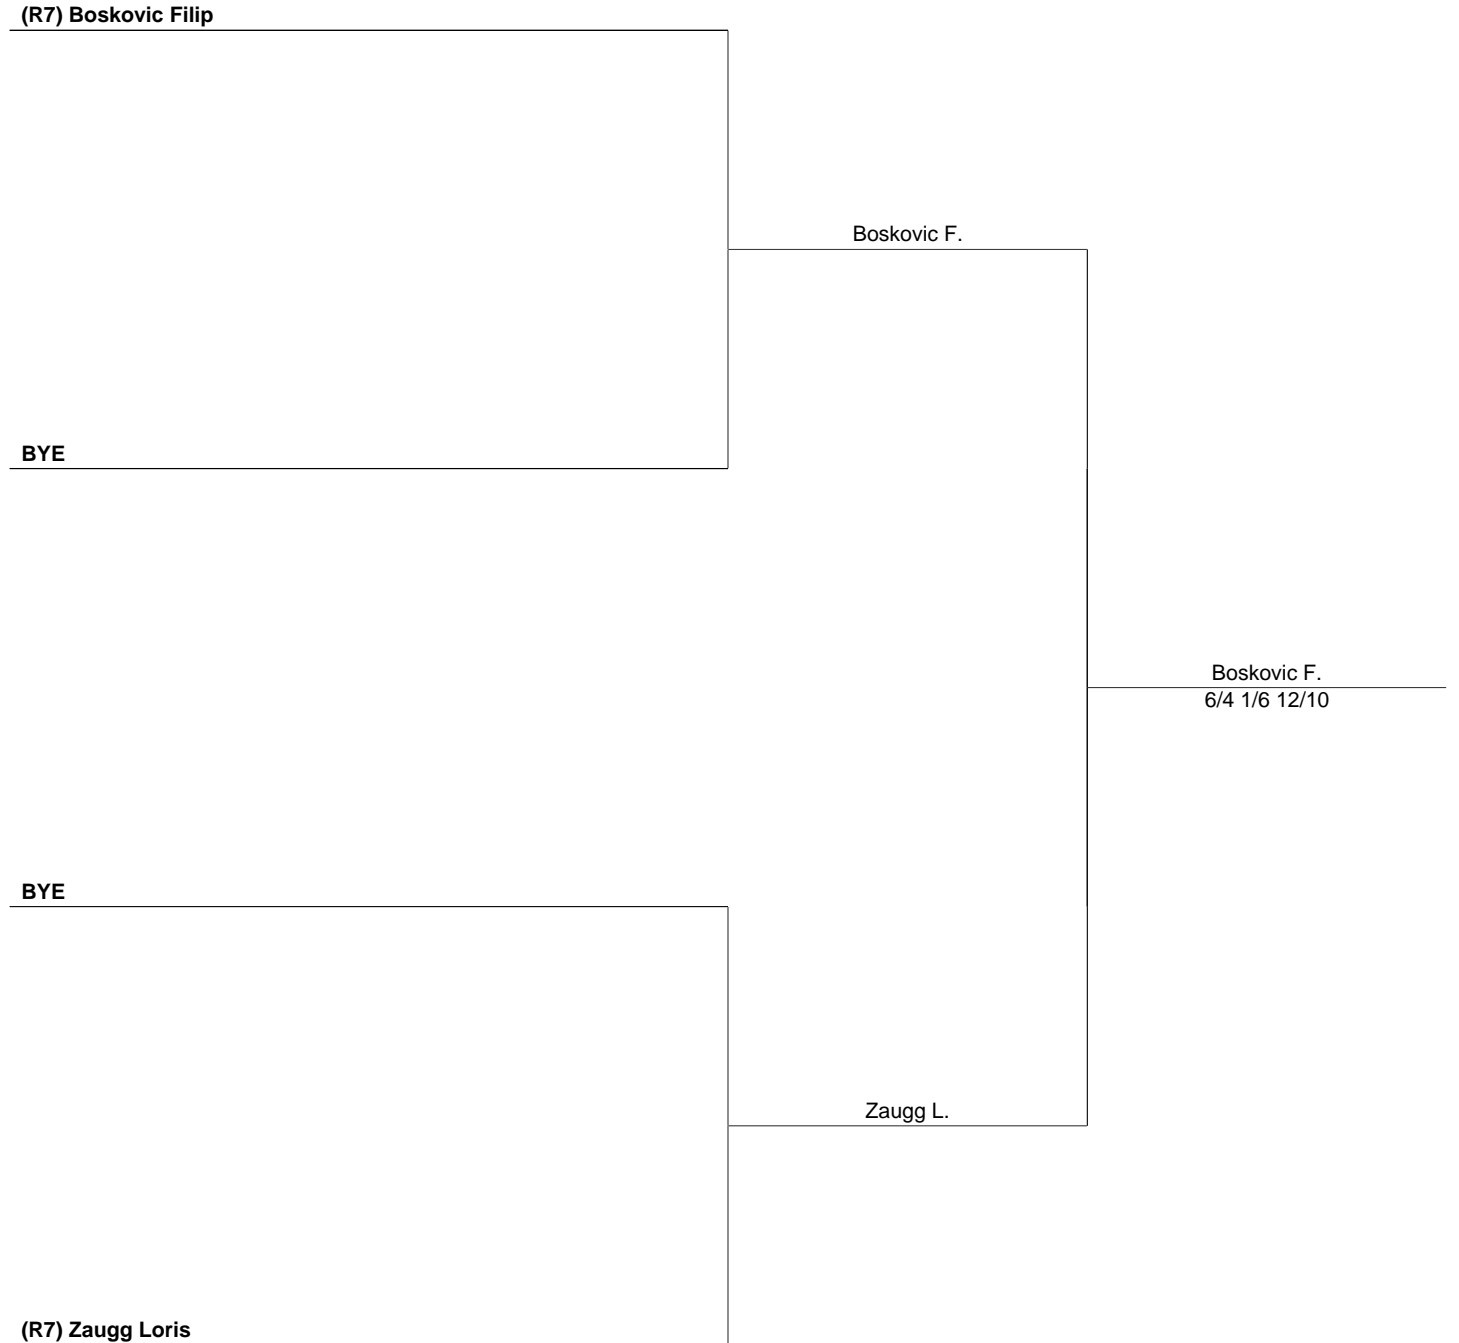 (R7) Boskovic Filip
Boskovic F.
BYE
Boskovic F.
6/4 1/6 12/10
BYE
Zaugg L.
(R7) Zaugg Loris